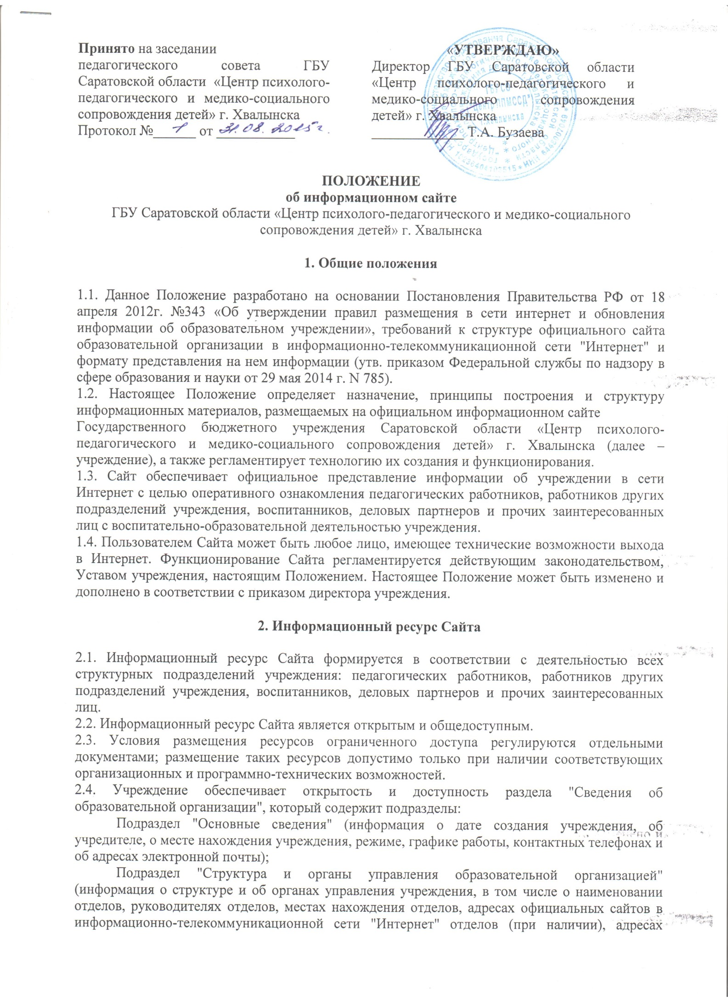 Принято на заседании
педагогического совета ГБУ
Саратовской области «Центр психолого-
педагогического и медико-социального
сопровождения детей» г. Хвалынска
Протокол № 1 от 31.08.2015г.
«УТВЕРЖДАЮ»
Директор ГБУ Саратовской области
«Центр психолого-педагогического и
медико-социального сопровождения
детей» г. Хвалынска
Т.А. Бузаева
ГБУ СО
"Центр ППМССД"
г.Хвалынска
ПОЛОЖЕНИЕ
об информационном сайте
ГБУ Саратовской области «Центр психолого-педагогического и медико-социального
сопровождения детей» г. Хвалынска
1. Общие положения
1.1. Данное Положение разработано на основании Постановления Правительства РФ от 18
апреля 2012г. №343 «Об утверждении правил размещения в сети интернет и обновления
информации об образовательном учреждении», требований к структуре официального сайта
образовательной организации в информационно-телекоммуникационной сети "Интернет" и
формату представления на нем информации (утв. приказом Федеральной службы по надзору в
сфере образования и науки от 29 мая 2014 г. N 785).
1.2. Настоящее Положение определяет назначение, принципы построения и структуру
информационных материалов, размещаемых на официальном информационном сайте
Государственного бюджетного учреждения Саратовской области «Центр психолого-
педагогического и медико-социального сопровождения детей» г. Хвалынска (далее –
учреждение), а также регламентирует технологию их создания и функционирования.
1.3. Сайт обеспечивает официальное представление информации об учреждении в сети
Интернет с целью оперативного ознакомления педагогических работников, работников других
подразделений учреждения, воспитанников, деловых партнеров и прочих заинтересованных
лиц с воспитательно-образовательной деятельностью учреждения.
1.4. Пользователем Сайта может быть любое лицо, имеющее технические возможности выхода
в Интернет. Функционирование Сайта регламентируется действующим законодательством,
Уставом учреждения, настоящим Положением. Настоящее Положение может быть изменено и
дополнено в соответствии с приказом директора учреждения.
2. Информационный ресурс Сайта
2.1. Информационный ресурс Сайта формируется в соответствии с деятельностью всех
структурных подразделений учреждения: педагогических работников, работников других
подразделений учреждения, воспитанников, деловых партнеров и прочих заинтересованных
лиц.
2.2. Информационный ресурс Сайта является открытым и общедоступным.
2.3. Условия размещения ресурсов ограниченного доступа регулируются отдельными
документами; размещение таких ресурсов допустимо только при наличии соответствующих
организационных и программно-технических возможностей.
2.4. Учреждение обеспечивает открытость и доступность раздела "Сведения об
образовательной организации", который содержит подразделы:
Подраздел "Основные сведения" (информация о дате создания учреждения, об
учредителе, о месте нахождения учреждения, режиме, графике работы, контактных телефонах и
об адресах электронной почты);
Подраздел "Структура и органы управления образовательной организацией"
(информация о структуре и об органах управления учреждения, в том числе о наименовании
отделов, руководителях отделов, местах нахождения отделов, адресах официальных сайтов в
информационно-телекоммуникационной сети "Интернет" отделов (при наличии), адресах